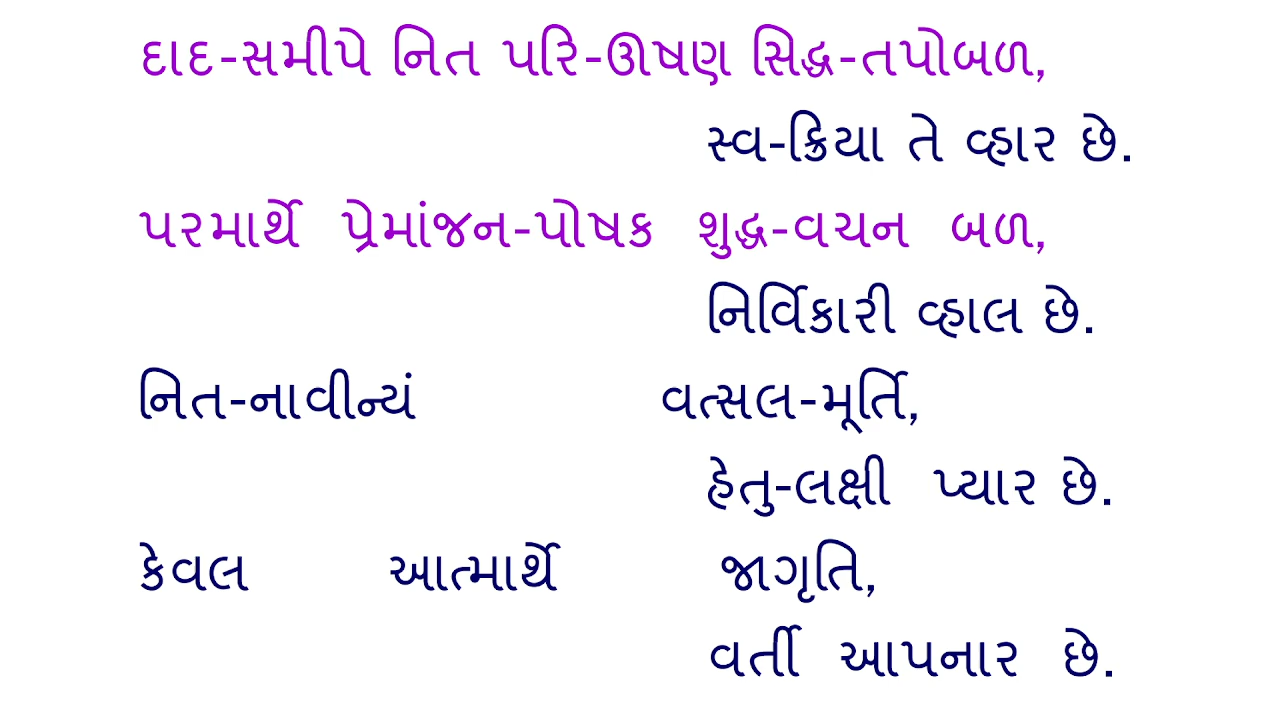 દાદ-સમીપે નિત પરિ-ઊષણ સિદ્ધ-તપોબળ,
સ્વ-ક્રિયા તે વ્હાર છે.
પરમાર્થે પ્રેમાંજન-પોષક શુદ્ધ-વચન બળ,
નિર્વિકારી વ્હાલ છે.
નિત-નાવીન્યં વત્સલ-મૂર્તિ,
હેતુ-લક્ષી પ્યાર છે.
કેવલ આત્માર્થે જાગૃતિ,
વર્તી આપનાર છે.